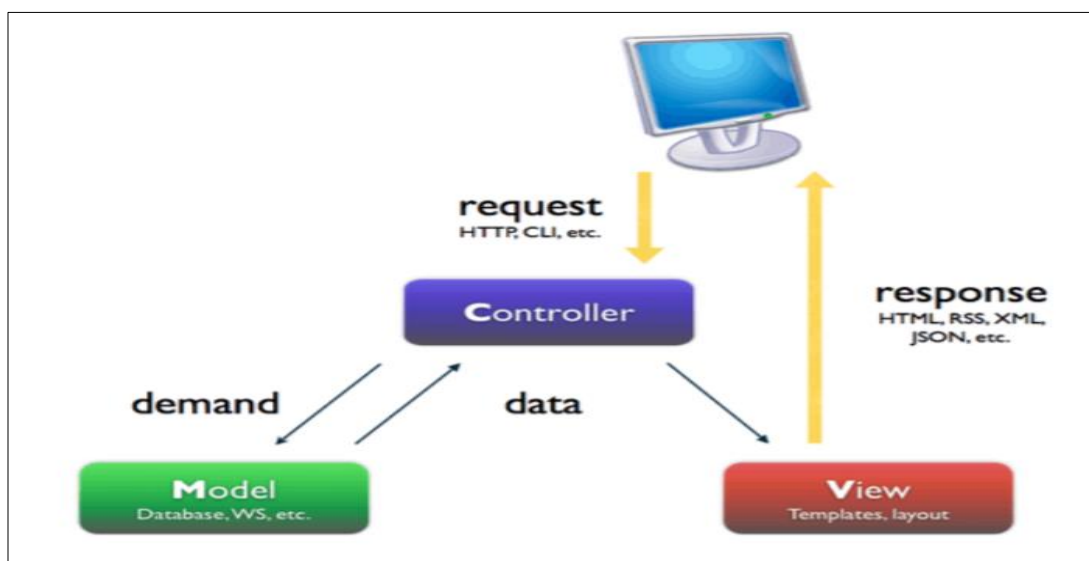 request
HTTP, CLI, etc.
Controller
response
HTML, RSS, XML,
JSON, etc.
demand
data
Model
Database, WS, etc.
View
Templates, layout